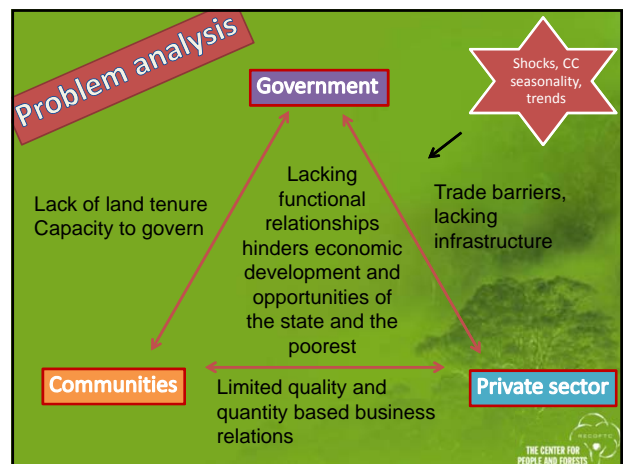 Problem analysis
Government
Shocks, CC
seasonality,
trends
Lack of land tenure
Capacity to govern
Lacking
functional
relationships
hinders economic
development and
opportunities of
the state and the
poorest
Trade barriers,
lacking
infrastructure
Communities
Limited quality and
quantity based business
relations
Private sector
RECOFTC
THE CENTER FOR
PEOPLE AND FORESTS